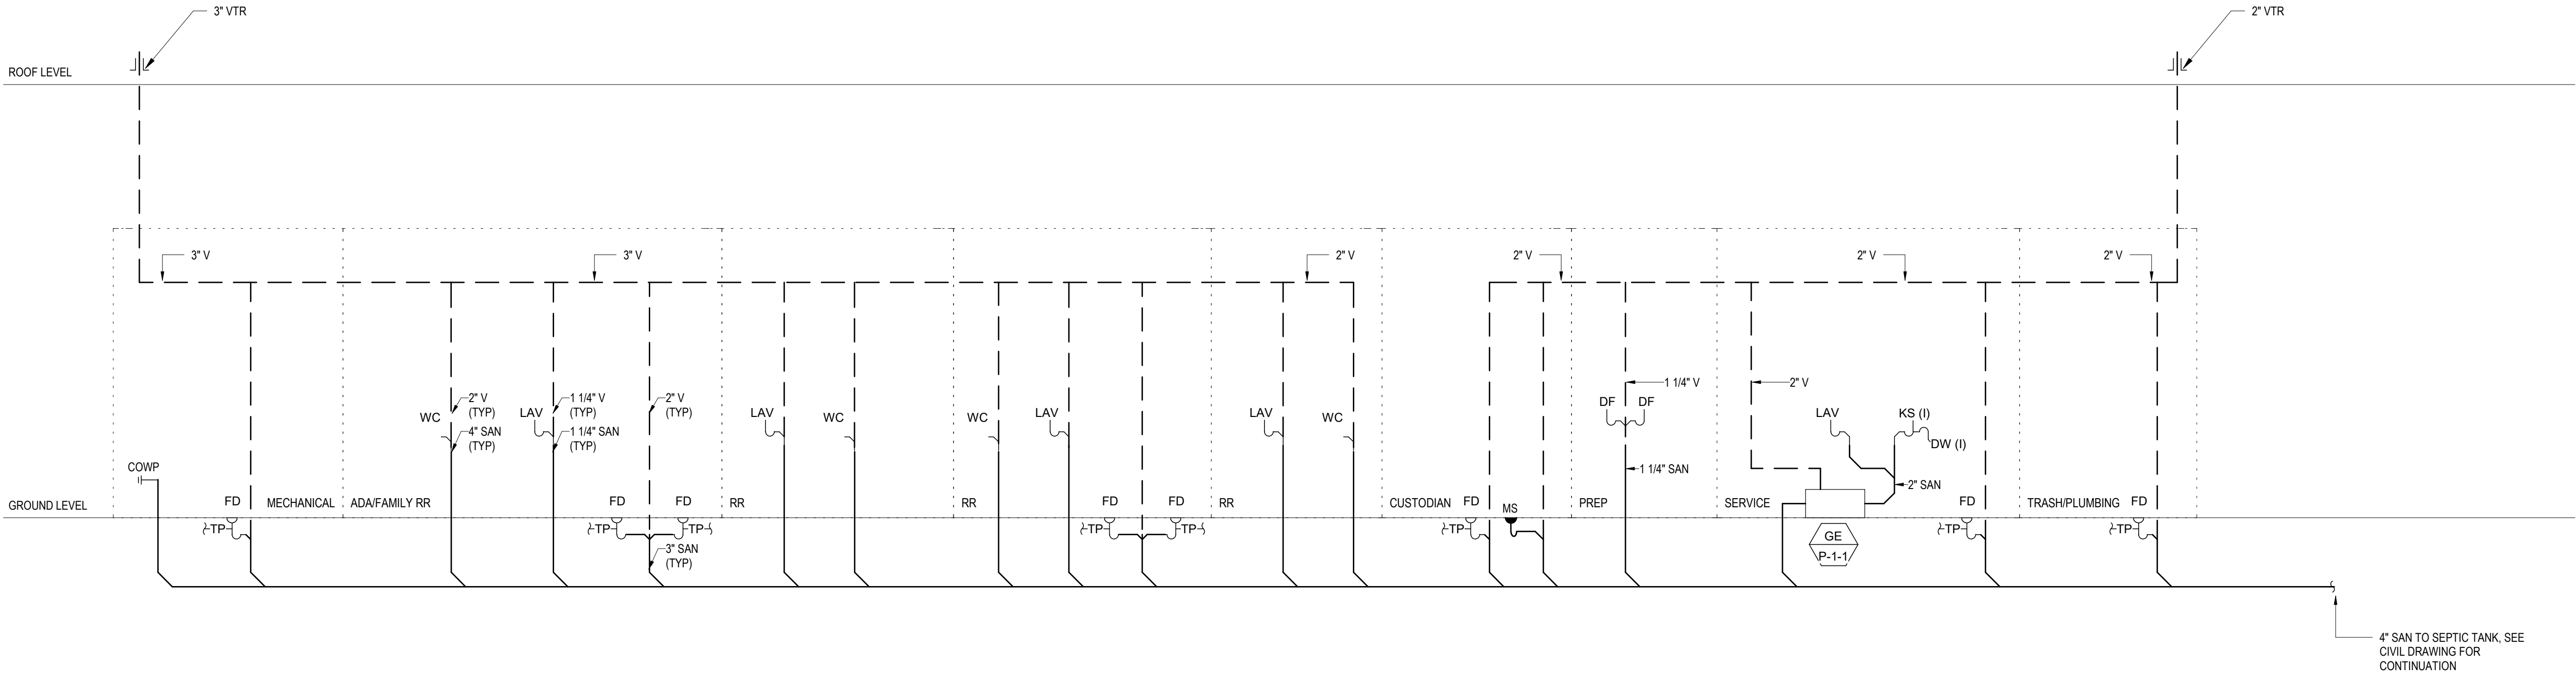 3" VTR
2" VTR
ROOF LEVEL
3" V
3" V
2" V
2" V
2" V
2" V
WC
2" V
(TYP)
4" SAN
(TYP)
LAV
1 1/4" V
(TYP)
1 1/4" SAN
(TYP)
2" V
(TYP)
LAV
WC
WC
LAV
LAV
WC
1 1/4" V
DF
DF
1 1/4" SAN
2" V
LAV
KS (I)
DW (I)
2" SAN
COWP
GROUND LEVEL
FD
MECHANICAL
ADA/FAMILY RR
FD
FD
RR
RR
FD
FD
RR
CUSTODIAN
FD
MS
PREP
SERVICE
FD
TRASH/PLUMBING
FD
TP
TP
TP
TP
TP
TP
TP
TP
3" SAN
(TYP)
GE
P-1-1
4" SAN TO SEPTIC TANK, SEE
CIVIL DRAWING FOR
CONTINUATION